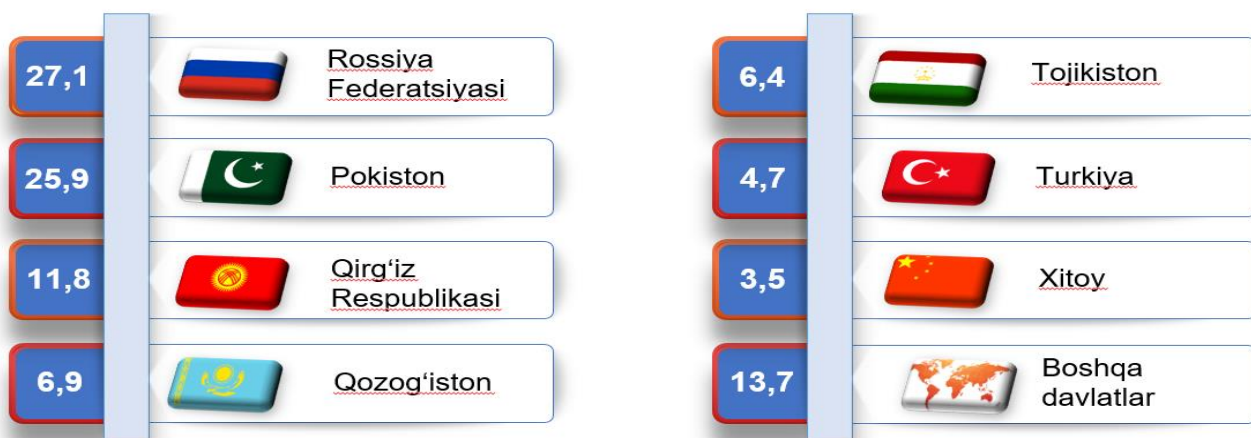 27,1
Rossiya
Federatsiyasi
25,9
Pokiston
11,8
Qirg‘iz
Respublikasi
6,9
Qozog‘iston
6,4
Tojikiston
4,7
Turkiya
3,5
Xitoy
13,7
Boshqa
davlatlar